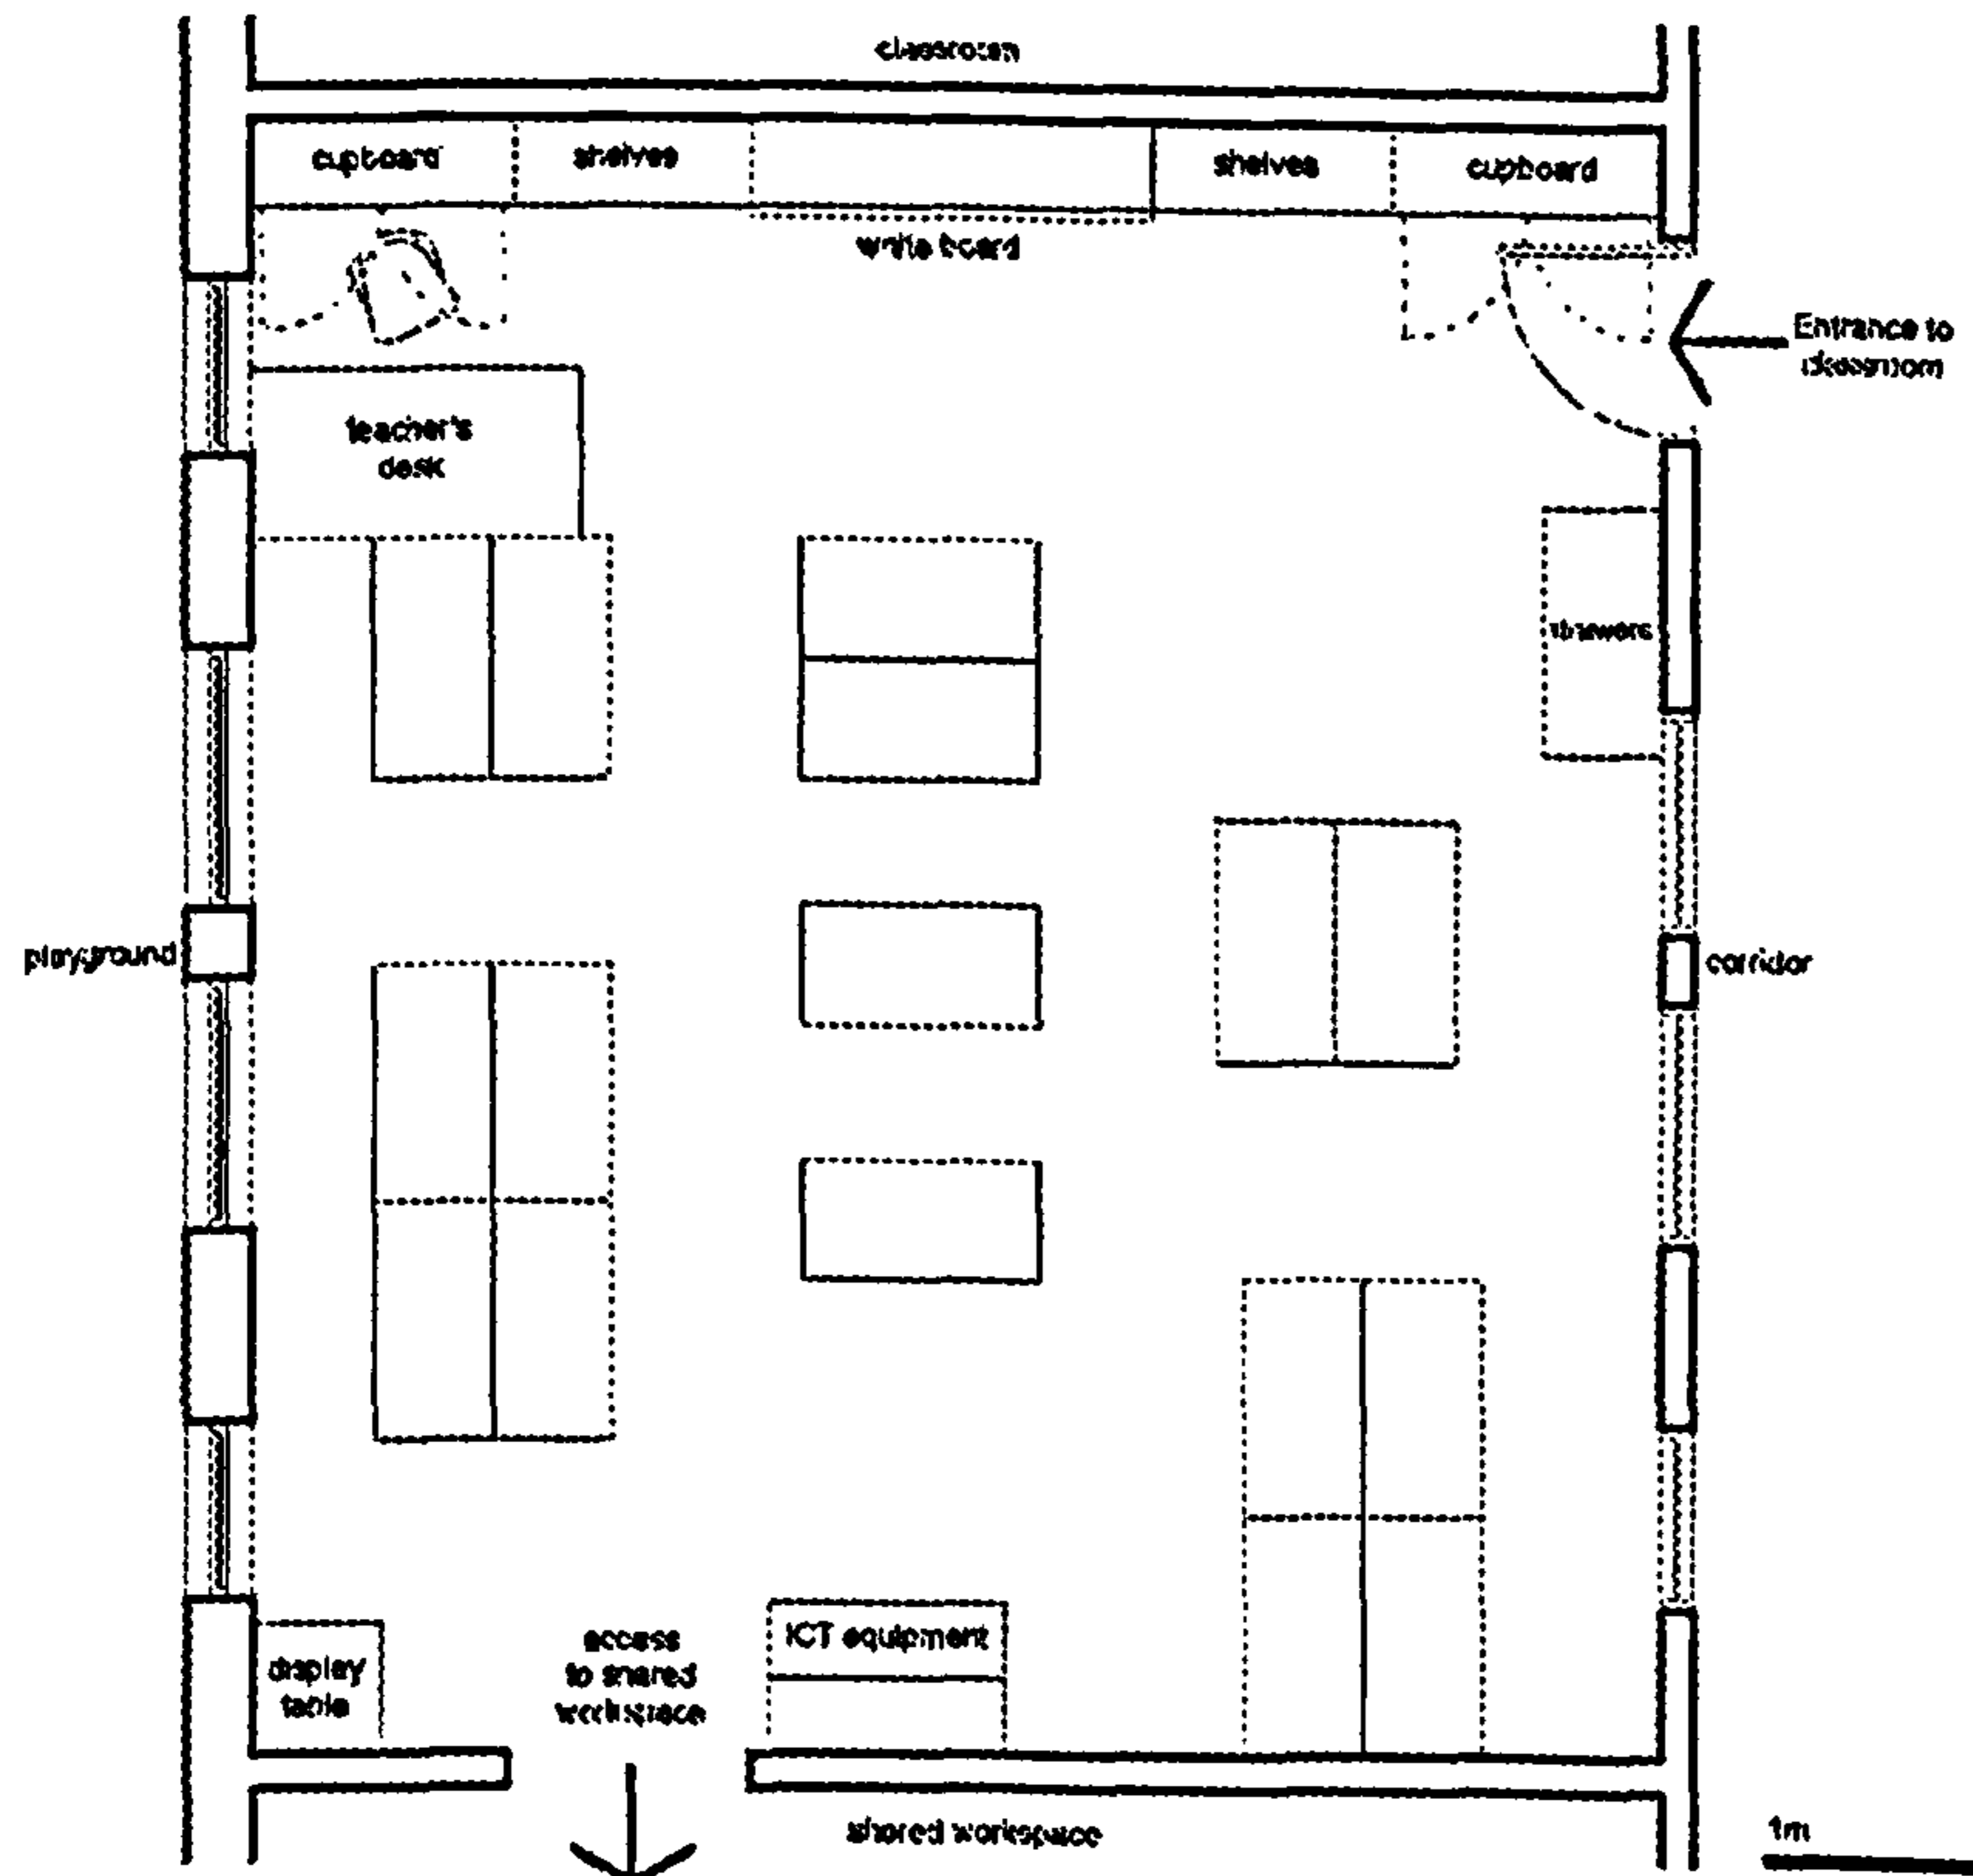 classroom
cupboard
shelves
shelves
cupboard
white board
Entrance to
classroom
teacher's
desk
drawers
playground
corridor
display
table
access
to shared
workspace
ICT equipment
shared workspace
1m